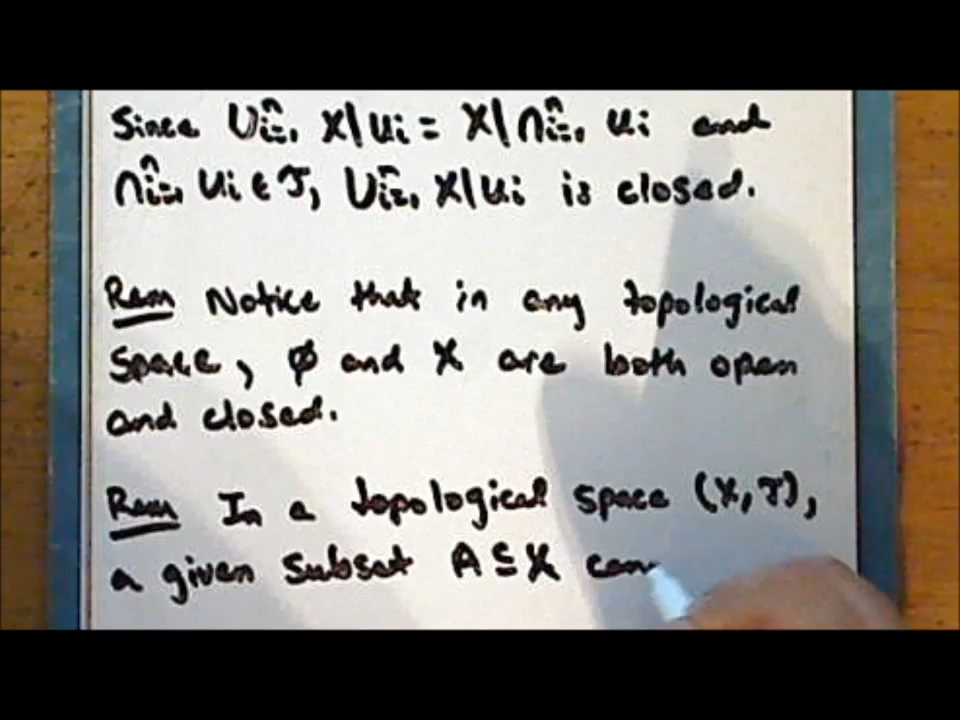 Since ∪ⁿᵢ₌₁ X|Uᵢ = X|∩ⁿᵢ₌₁ Uᵢ and
∩ⁿᵢ₌₁ Uᵢ ∈ 𝒯, ∪ⁿᵢ₌₁ X|Uᵢ is closed.
Rem Notice that in any topological
space, ∅ and X are both open
and closed.
Rem In a topological space (X, 𝒯),
a given subset A ⊆ X can